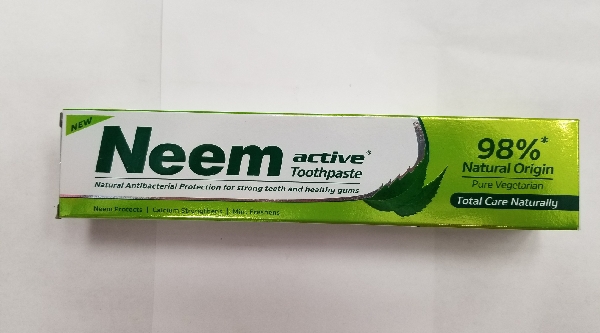 NEW
Neem active*
Toothpaste
Natural Antibacterial Protection for strong teeth and healthy gums
Neem Protects | Calcium Strengthens | Mint Freshens
98%*
Natural Origin
Pure Vegetarian
Total Care Naturally